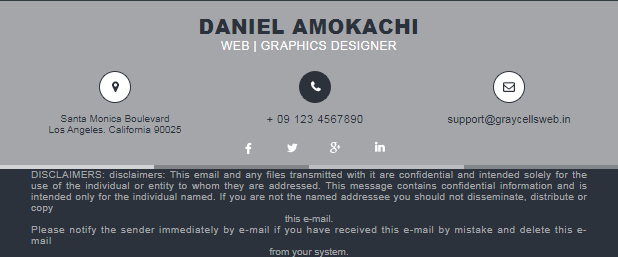 DANIEL AMOKACHI
WEB | GRAPHICS DESIGNER
Santa Monica Boulevard
Los Angeles. California 90025
+ 09 123 4567890
support@graycellsweb.in
DISCLAIMERS: disclaimers: This email and any files transmitted with it are confidential and intended solely for the
use of the individual or entity to whom they are addressed. This message contains confidential information and is
intended only for the individual named. If you are not the named addressee you should not disseminate, distribute or
copy
this e-mail.
Please notify the sender immediately by e-mail if you have received this e-mail by mistake and delete this e-
mail
from your system.